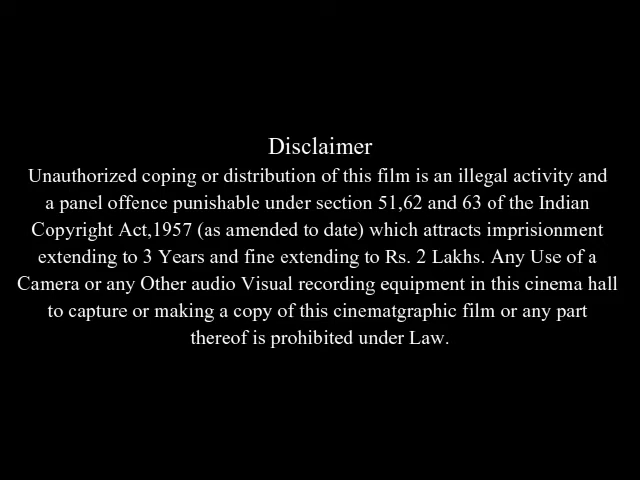 Disclaimer
Unauthorized coping or distribution of this film is an illegal activity and
a panel offence punishable under section 51,62 and 63 of the Indian
Copyright Act,1957 (as amended to date) which attracts imprisionment
extending to 3 Years and fine extending to Rs. 2 Lakhs. Any Use of a
Camera or any Other audio Visual recording equipment in this cinema hall
to capture or making a copy of this cinematgraphic film or any part
thereof is prohibited under Law.